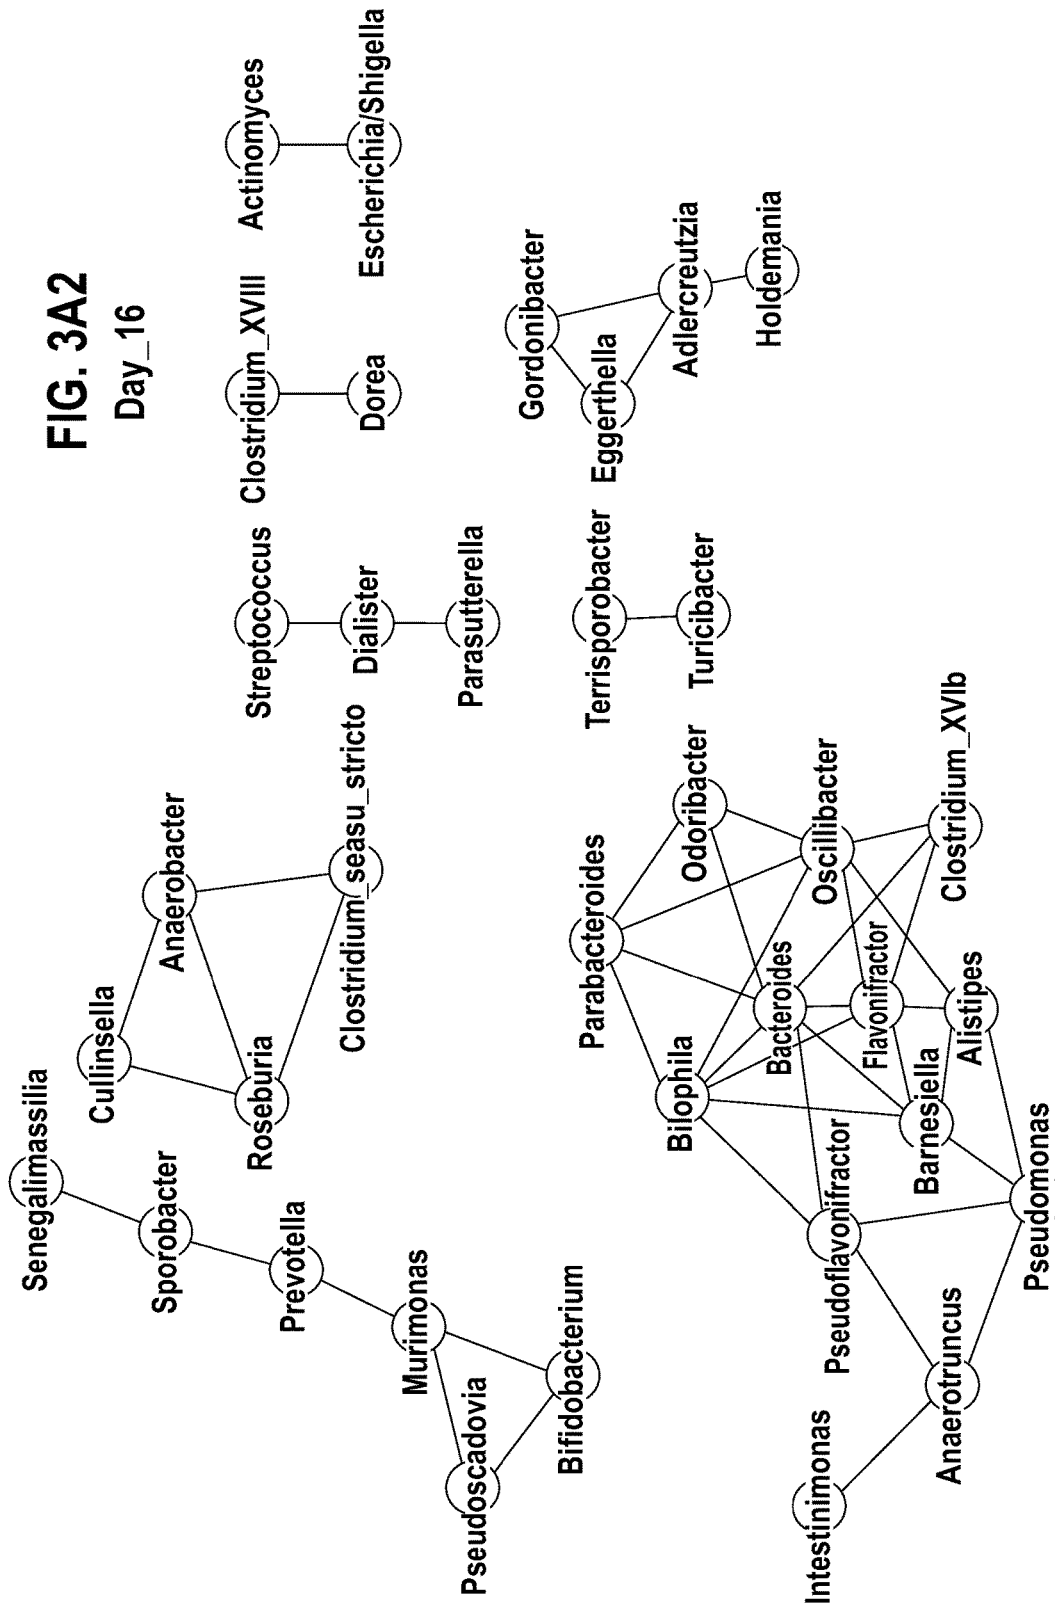 FIG. 3A2
Day_16
Senegalimassilia
Sporobacter
Prevotella
Murimonas
Pseudoscadovia
Bifidobacterium
Cullinsella
Anaerobacter
Roseburia
Clostridium_seasu_stricto
Streptococcus
Dialister
Parasutterella
Clostridium_XVIII
Dorea
Actinomyces
Escherichia/Shigella
Intestinimonas
Anaerotruncus
Pseudoflavonifractor
Pseudomonas
Bilophila
Parabacteroides
Bacteroides
Flavonifractor
Barnesiella
Alistipes
Odoribacter
Oscillibacter
Clostridium_XVIb
Terrisporobacter
Turicibacter
Gordonibacter
Eggerthella
Adlercreutzia
Holdemania